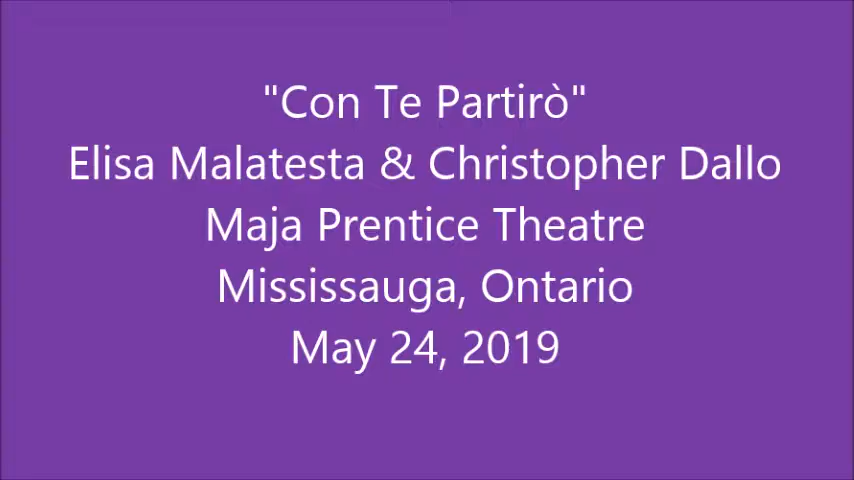 "Con Te Partirò"
Elisa Malatesta & Christopher Dallo
Maja Prentice Theatre
Mississauga, Ontario
May 24, 2019